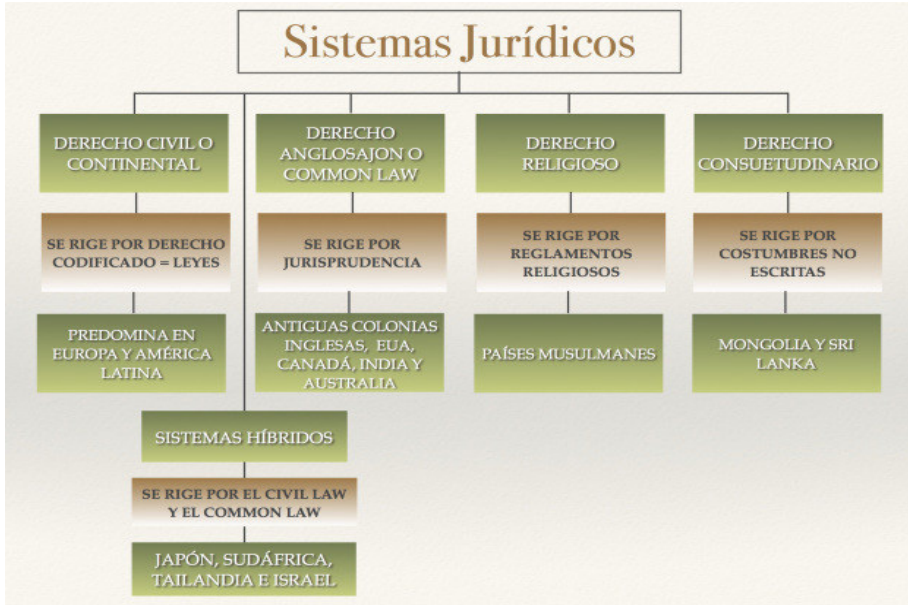 Sistemas Jurídicos
DERECHO CIVIL O
CONTINENTAL
SE RIGE POR DERECHO
CODIFICADO = LEYES
PREDOMINA EN
EUROPA Y AMÉRICA
LATINA
DERECHO
ANGLOSAJON O
COMMON LAW
SE RIGE POR
JURISPRUDENCIA
ANTIGUAS COLONIAS
INGLESAS, EUA,
CANADÁ, INDIA Y
AUSTRALIA
DERECHO
RELIGIOSO
SE RIGE POR
REGLAMENTOS
RELIGIOSOS
PAÍSES MUSULMANES
DERECHO
CONSUETUDINARIO
SE RIGE POR
COSTUMBRES NO
ESCRITAS
MONGOLIA Y SRI
LANKA
SISTEMAS HÍBRIDOS
SE RIGE POR EL CIVIL LAW
Y EL COMMON LAW
JAPÓN, SUDÁFRICA,
TAILANDIA E ISRAEL